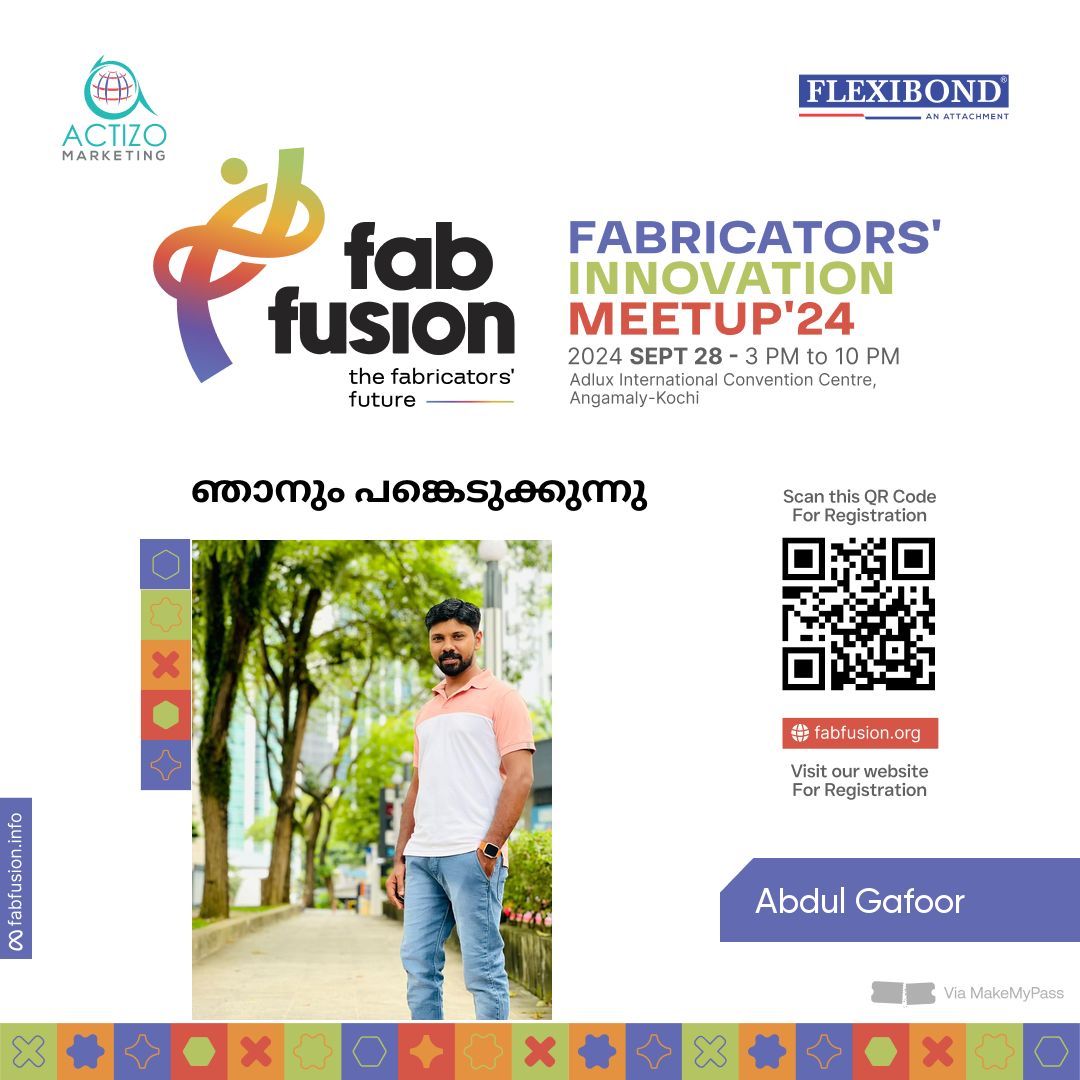 ACTIZO
MARKETING
FLEXIBOND®
AN ATTACHMENT
fab
fusion
the fabricators'
future
FABRICATORS'
INNOVATION
MEETUP'24
2024 SEPT 28 - 3 PM to 10 PM
Adlux International Convention Centre,
Angamaly-Kochi
ഞാനും പങ്കെടുക്കുന്നു
Scan this QR Code
For Registration
fabfusion.org
Visit our website
For Registration
fabfusion.info
Abdul Gafoor
Via MakeMyPass